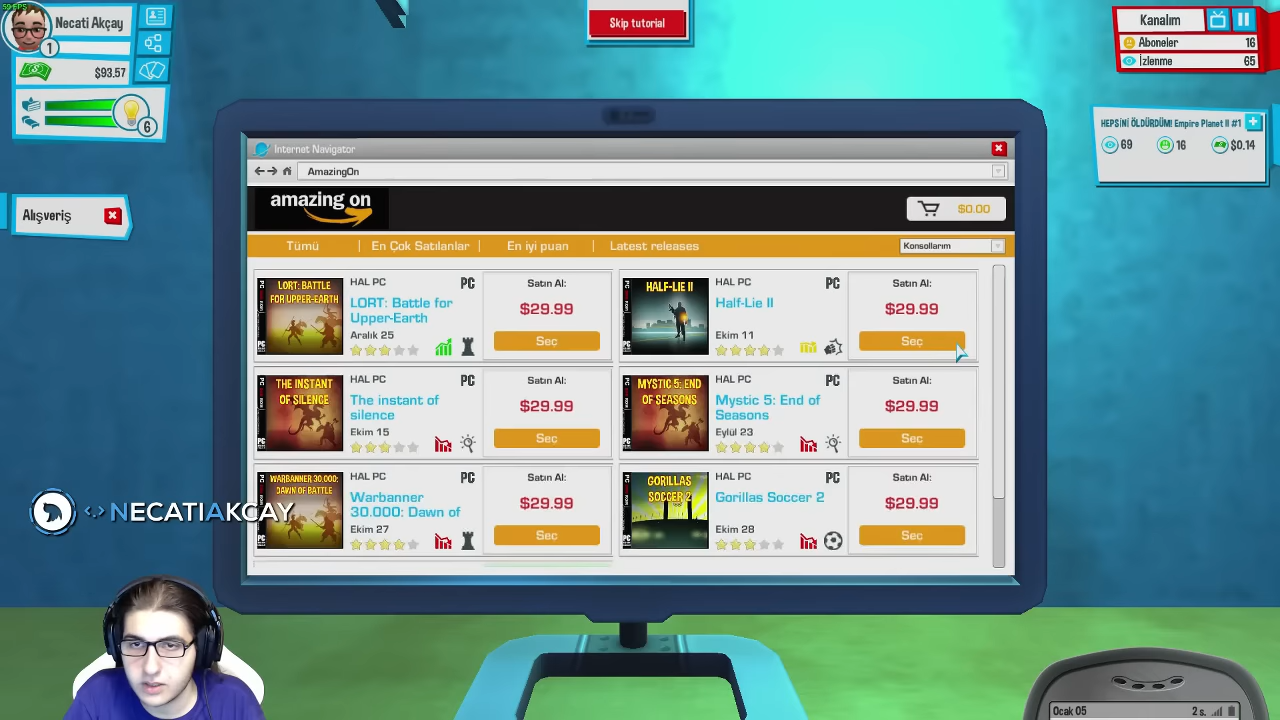 59 FPS
Necati Akçay
1
$93.57
6
Skip tutorial
Kanalım
Aboneler 16
İzlenme 65
HEPSİNİ ÖLDÜRDÜM! Empire Planet II #1
69 16 $0.14
Alışveriş
Internet Navigator
AmazingOn
amazing on
$0.00
Tümü | En Çok Satılanlar | En iyi puan | Latest releases
Konsollarım
LORT: BATTLE
FOR UPPER-EARTH
HAL PC PC
LORT: Battle for
Upper-Earth
Aralık 25
Satın Al:
$29.99
Seç
HALF-LIE II
HAL PC PC
Half-Lie II
Ekim 11
Satın Al:
$29.99
Seç
THE INSTANT
OF SILENCE
HAL PC PC
The instant of
silence
Ekim 15
Satın Al:
$29.99
Seç
MYSTIC 5: END
OF SEASONS
HAL PC PC
Mystic 5: End of
Seasons
Eylül 23
Satın Al:
$29.99
Seç
WARBANNER 30.000:
DAWN OF BATTLE
HAL PC PC
Warbanner
30.000: Dawn of
Ekim 27
Satın Al:
$29.99
Seç
GORILLAS
SOCCER 2
HAL PC PC
Gorillas Soccer 2
Ekim 28
Satın Al:
$29.99
Seç
NECATIAKCAY
Ocak 05 2 s.